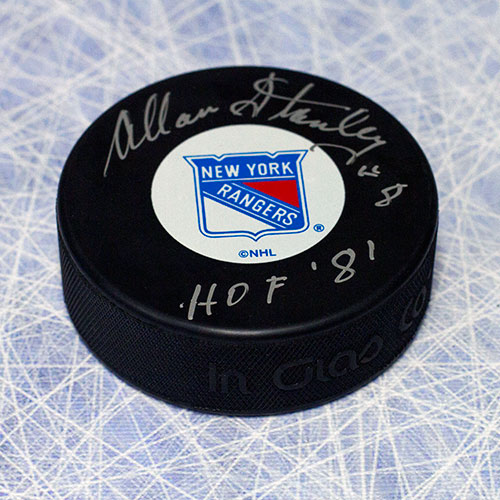 Allan Stanley #8
NEW YORK
RANGERS
®
©NHL
HOF '81
In Glas Co